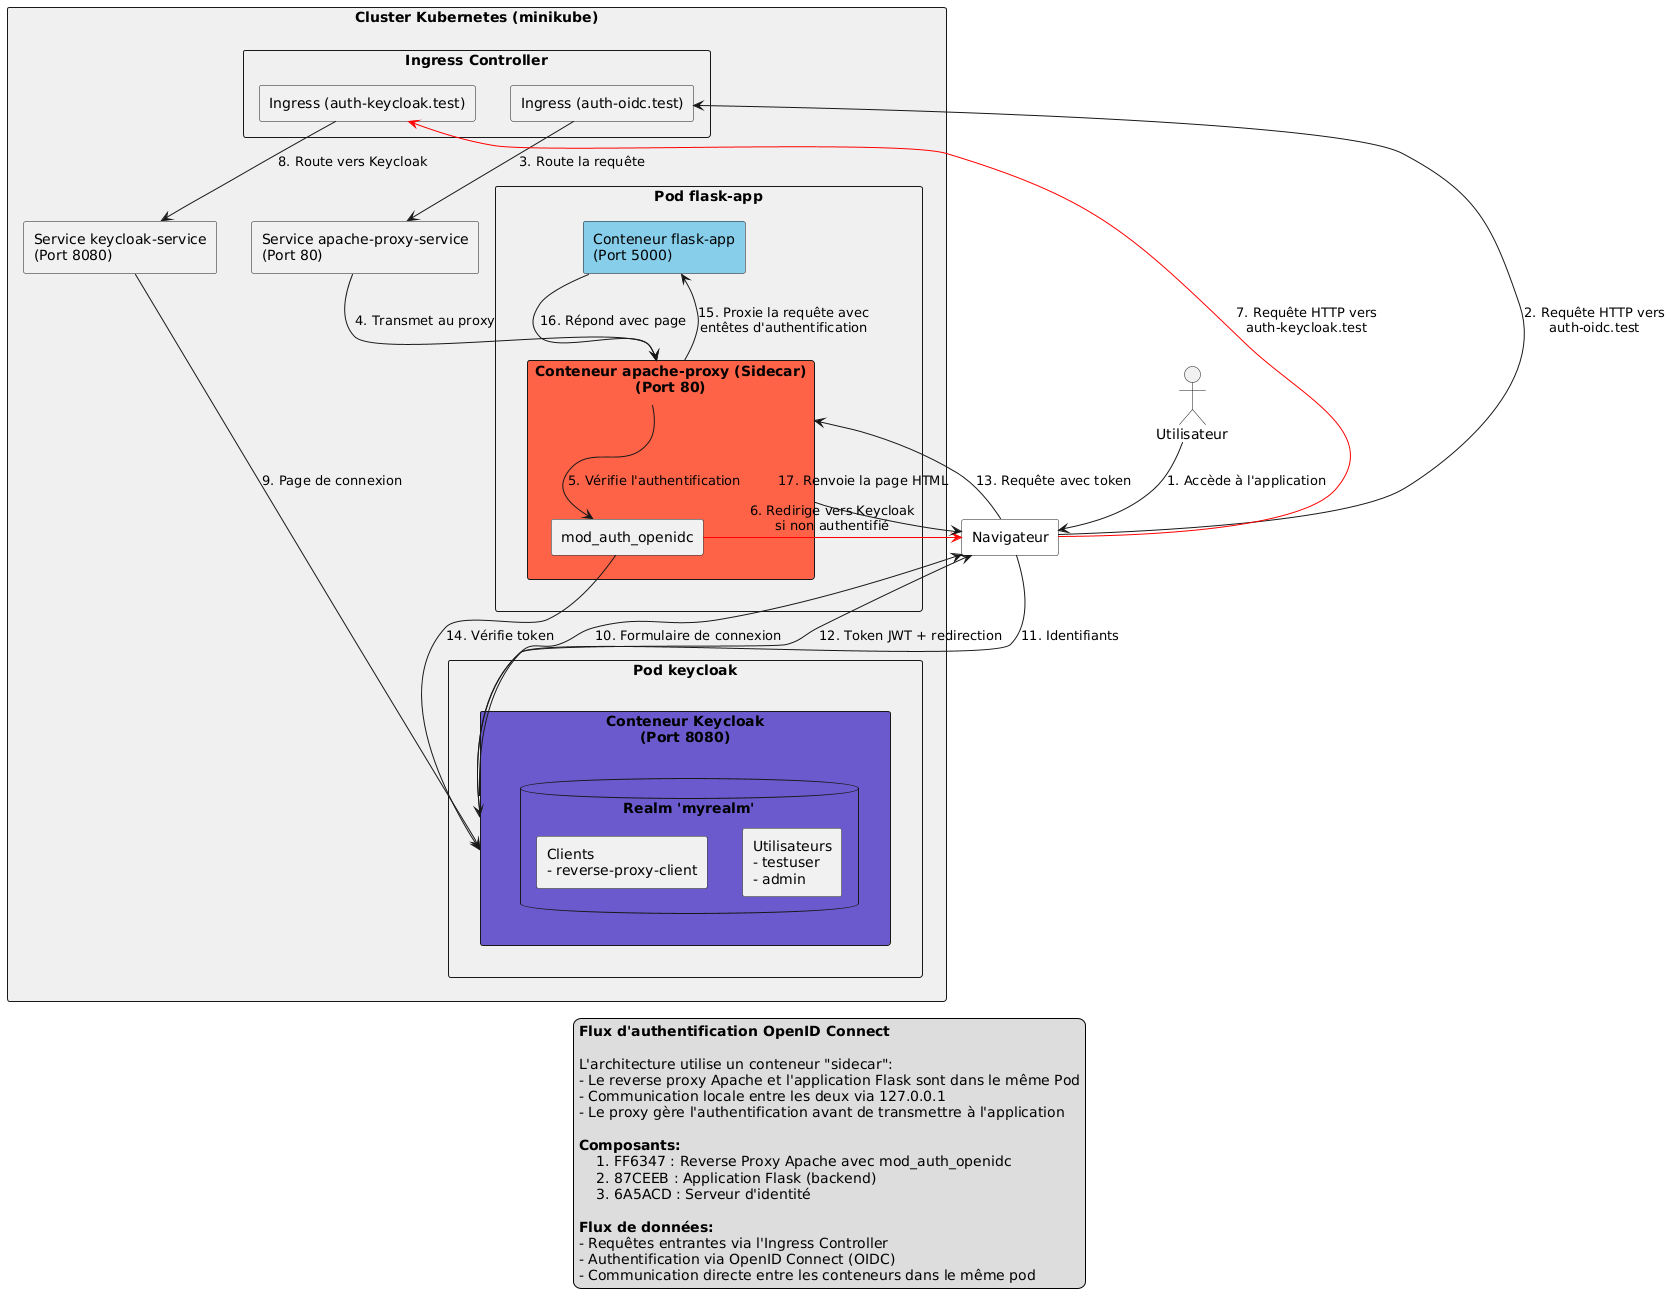 Cluster Kubernetes (minikube)
Ingress Controller
Ingress (auth-keycloak.test)
Ingress (auth-oidc.test)
8. Route vers Keycloak
3. Route la requête
Pod flask-app
Service keycloak-service
(Port 8080)
Service apache-proxy-service
(Port 80)
Conteneur flask-app
(Port 5000)
4. Transmet au proxy
16. Répond avec page
15. Proxie la requête avec
entêtes d'authentification
7. Requête HTTP vers
auth-keycloak.test
2. Requête HTTP vers
auth-oidc.test
Conteneur apache-proxy (Sidecar)
(Port 80)
Utilisateur
9. Page de connexion
5. Vérifie l'authentification
17. Renvoie la page HTML
13. Requête avec token
1. Accède à l'application
6. Redirige vers Keycloak
si non authentifié
mod_auth_openidc
Navigateur
14. Vérifie token
10. Formulaire de connexion
12. Token JWT + redirection
11. Identifiants
Pod keycloak
Conteneur Keycloak
(Port 8080)
Realm 'myrealm'
Clients
- reverse-proxy-client
Utilisateurs
- testuser
- admin
Flux d'authentification OpenID Connect
L'architecture utilise un conteneur "sidecar":
- Le reverse proxy Apache et l'application Flask sont dans le même Pod
- Communication locale entre les deux via 127.0.0.1
- Le proxy gère l'authentification avant de transmettre à l'application
Composants:
1. FF6347 : Reverse Proxy Apache avec mod_auth_openidc
2. 87CEEB : Application Flask (backend)
3. 6A5ACD : Serveur d'identité
Flux de données:
- Requêtes entrantes via l'Ingress Controller
- Authentification via OpenID Connect (OIDC)
- Communication directe entre les conteneurs dans le même pod